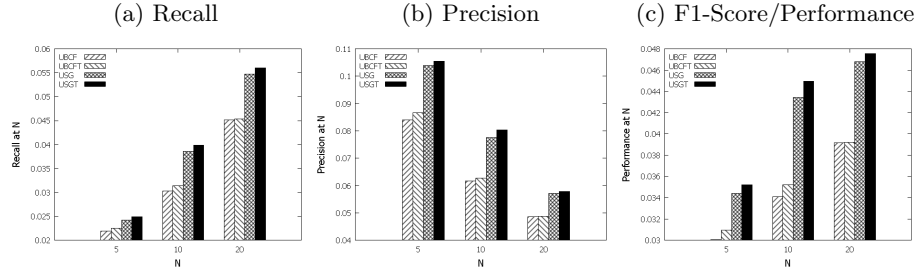 (a) Recall
(b) Precision
(c) F1-Score/Performance
0.06
0.055
0.05
0.045
0.04
0.035
0.03
0.025
0.02
Recall at N
UBCF
UBCFT
USG
USGT
5
10
20
N
0.11
0.1
0.09
0.08
0.07
0.06
0.05
0.04
Precision at N
UBCF
UBCFT
USG
USGT
5
10
20
N
0.048
0.046
0.044
0.042
0.04
0.038
0.036
0.034
0.032
0.03
Performance at N
UBCF
UBCFT
USG
USGT
5
10
20
N